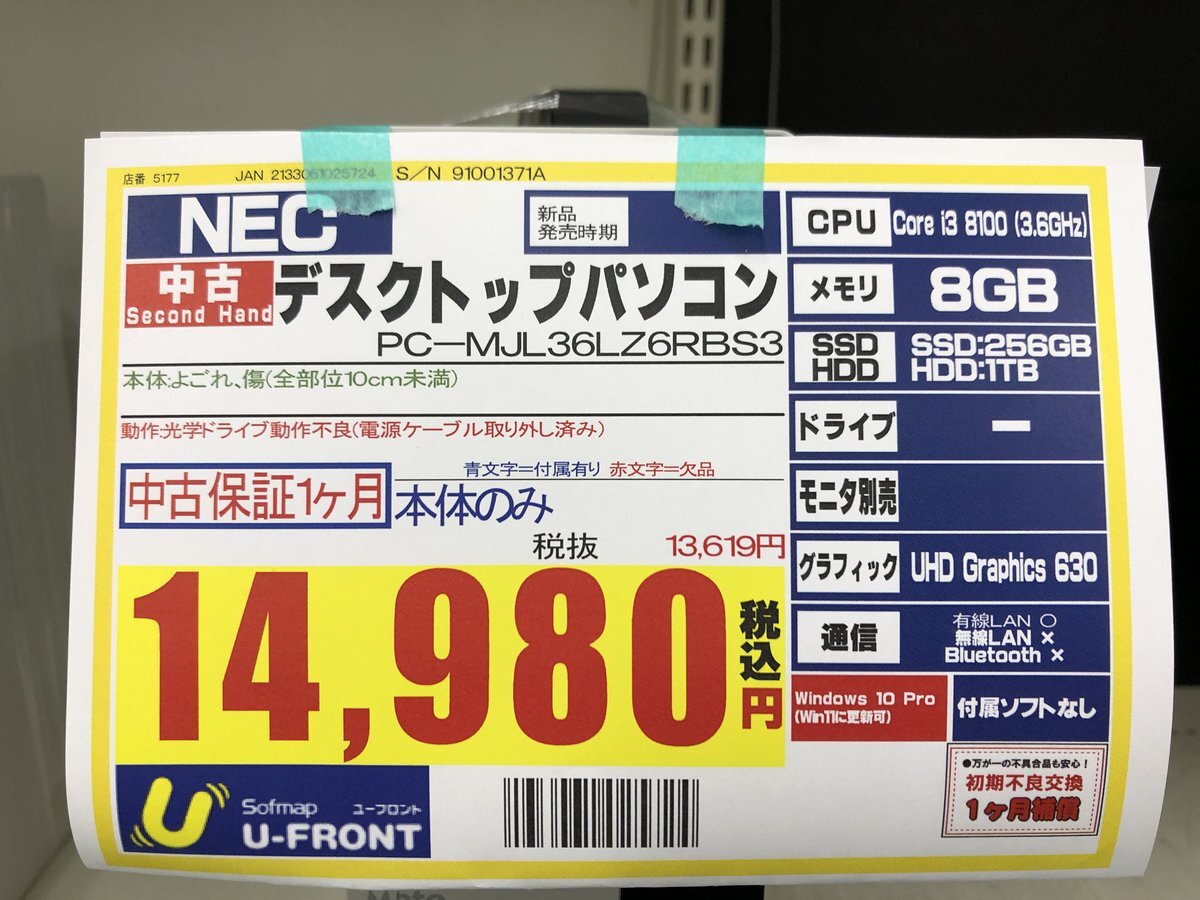 店番 5177 JAN 2133061025724 S/N 91001371A
NEC
新品
発売時期
中古
Second Hand
デスクトップパソコン
PC-MJL36LZ6RBS3
本体:よごれ、傷(全部位10cm未満)
動作:光学ドライブ動作不良(電源ケーブル取り外し済み)
青文字=付属有り 赤文字=欠品
中古保証1ヶ月
本体のみ
税抜 13,619円
14,980税込円
Sofmap ユーフロント
U-FRONT
CPU Core i3 8100 (3.6GHz)
メモリ 8GB
SSD HDD SSD:256GB
HDD:1TB
ドライブ ー
モニタ別売
グラフィック UHD Graphics 630
通信 有線LAN ○
無線LAN ×
Bluetooth ×
Windows 10 Pro
(Win11に更新可)
付属ソフトなし
●万が一の不具合品も安心!
初期不良交換
1ヶ月補償